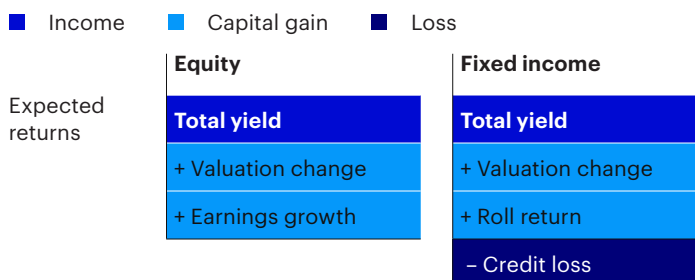 Income Capital gain Loss
Equity Fixed income
Expected
returns
Total yield Total yield
+ Valuation change + Valuation change
+ Earnings growth + Roll return
– Credit loss